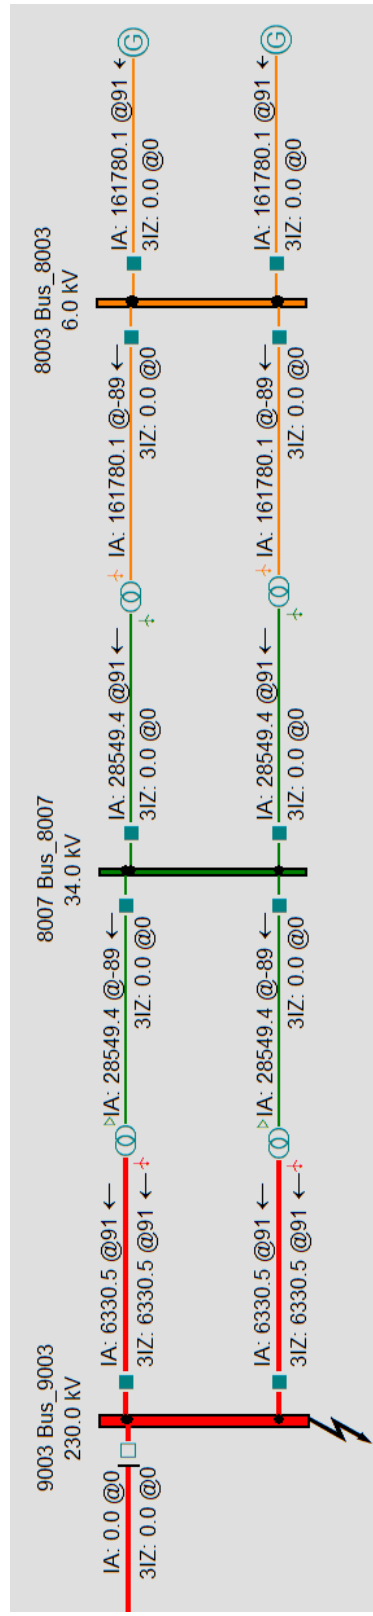 9003 Bus_9003
230.0 kV
8007 Bus_8007
34.0 kV
8003 Bus_8003
6.0 kV
IA: 0.0 @0
3IZ: 0.0 @0
IA: 6330.5 @91 ←
3IZ: 6330.5 @91 ←
IA: 28549.4 @-89 ←
3IZ: 0.0 @0
IA: 28549.4 @91 ←
3IZ: 0.0 @0
IA: 161780.1 @-89 ←
3IZ: 0.0 @0
IA: 161780.1 @91 ←
3IZ: 0.0 @0
G
IA: 6330.5 @91 ←
3IZ: 6330.5 @91 ←
IA: 28549.4 @-89 ←
3IZ: 0.0 @0
IA: 28549.4 @91 ←
3IZ: 0.0 @0
IA: 161780.1 @-89 ←
3IZ: 0.0 @0
IA: 161780.1 @91 ←
3IZ: 0.0 @0
G